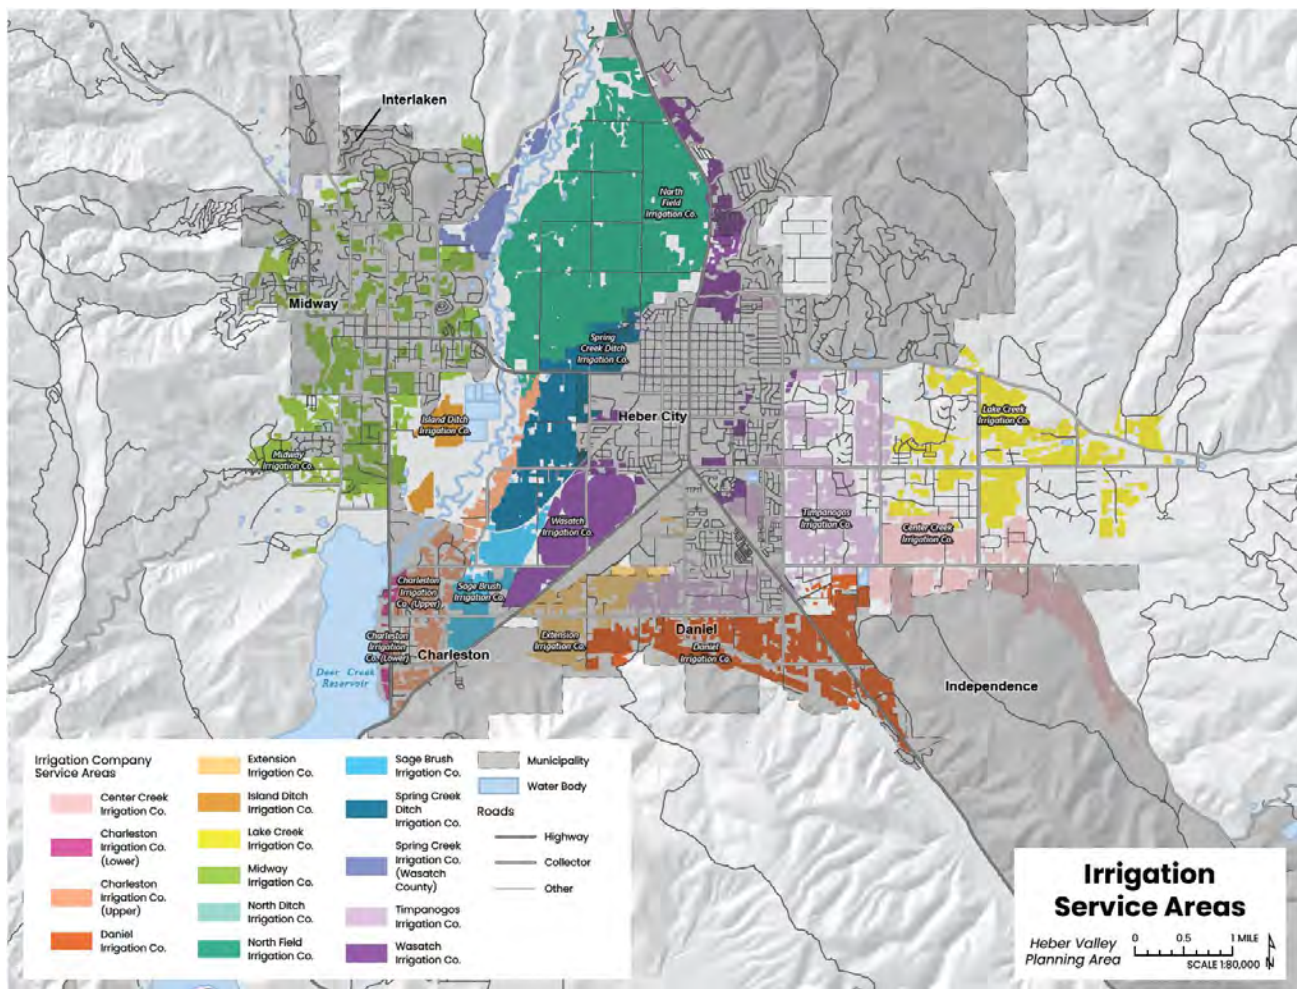 Interlaken
North
Field
Irrigation Co.
Midway
Spring
Creek Ditch
Irrigation Co.
Heber City
Island Ditch
Irrigation Co.
Lake Creek
Irrigation Co.
Midway
Irrigation Co.
Wasatch
Irrigation Co.
Timpanogos
Irrigation Co.
Center Creek
Irrigation Co.
Charleston
Irrigation
Co. (Upper)
Sage Brush
Irrigation Co.
Charleston
Irrigation
Co. (Lower)
Charleston
Extension
Irrigation Co.
Daniel
Daniel
Irrigation Co.
Deer Creek
Reservoir
Independence
Irrigation Company
Service Areas
Center Creek
Irrigation Co.
Charleston
Irrigation Co.
(Lower)
Charleston
Irrigation Co.
(Upper)
Daniel
Irrigation Co.
Extension
Irrigation Co.
Island Ditch
Irrigation Co.
Lake Creek
Irrigation Co.
Midway
Irrigation Co.
North Ditch
Irrigation Co.
North Field
Irrigation Co.
Sage Brush
Irrigation Co.
Spring Creek
Ditch
Irrigation Co.
Spring Creek
Irrigation Co.
(Wasatch
County)
Timpanogos
Irrigation Co.
Wasatch
Irrigation Co.
Municipality
Water Body
Roads
Highway
Collector
Other
Irrigation
Service Areas
Heber Valley
Planning Area
0 0.5 1 MILE
SCALE 1:80,000
N